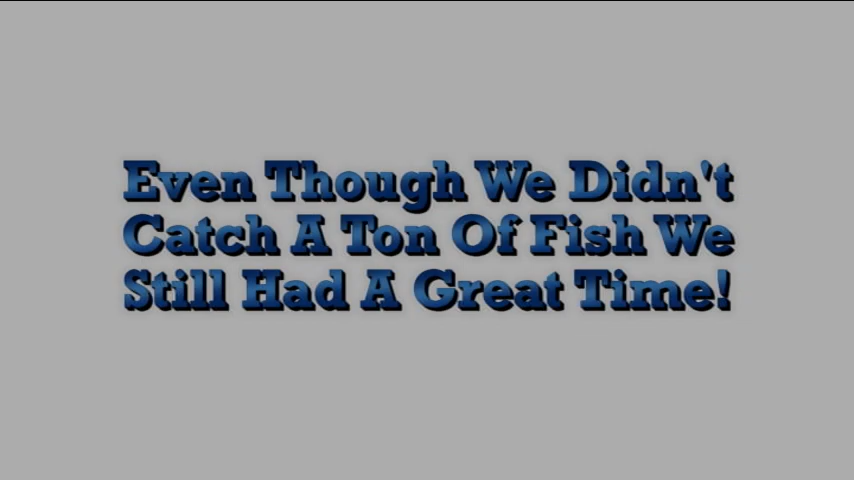 Even Though We Didn't
Catch A Ton Of Fish We
Still Had A Great Time!